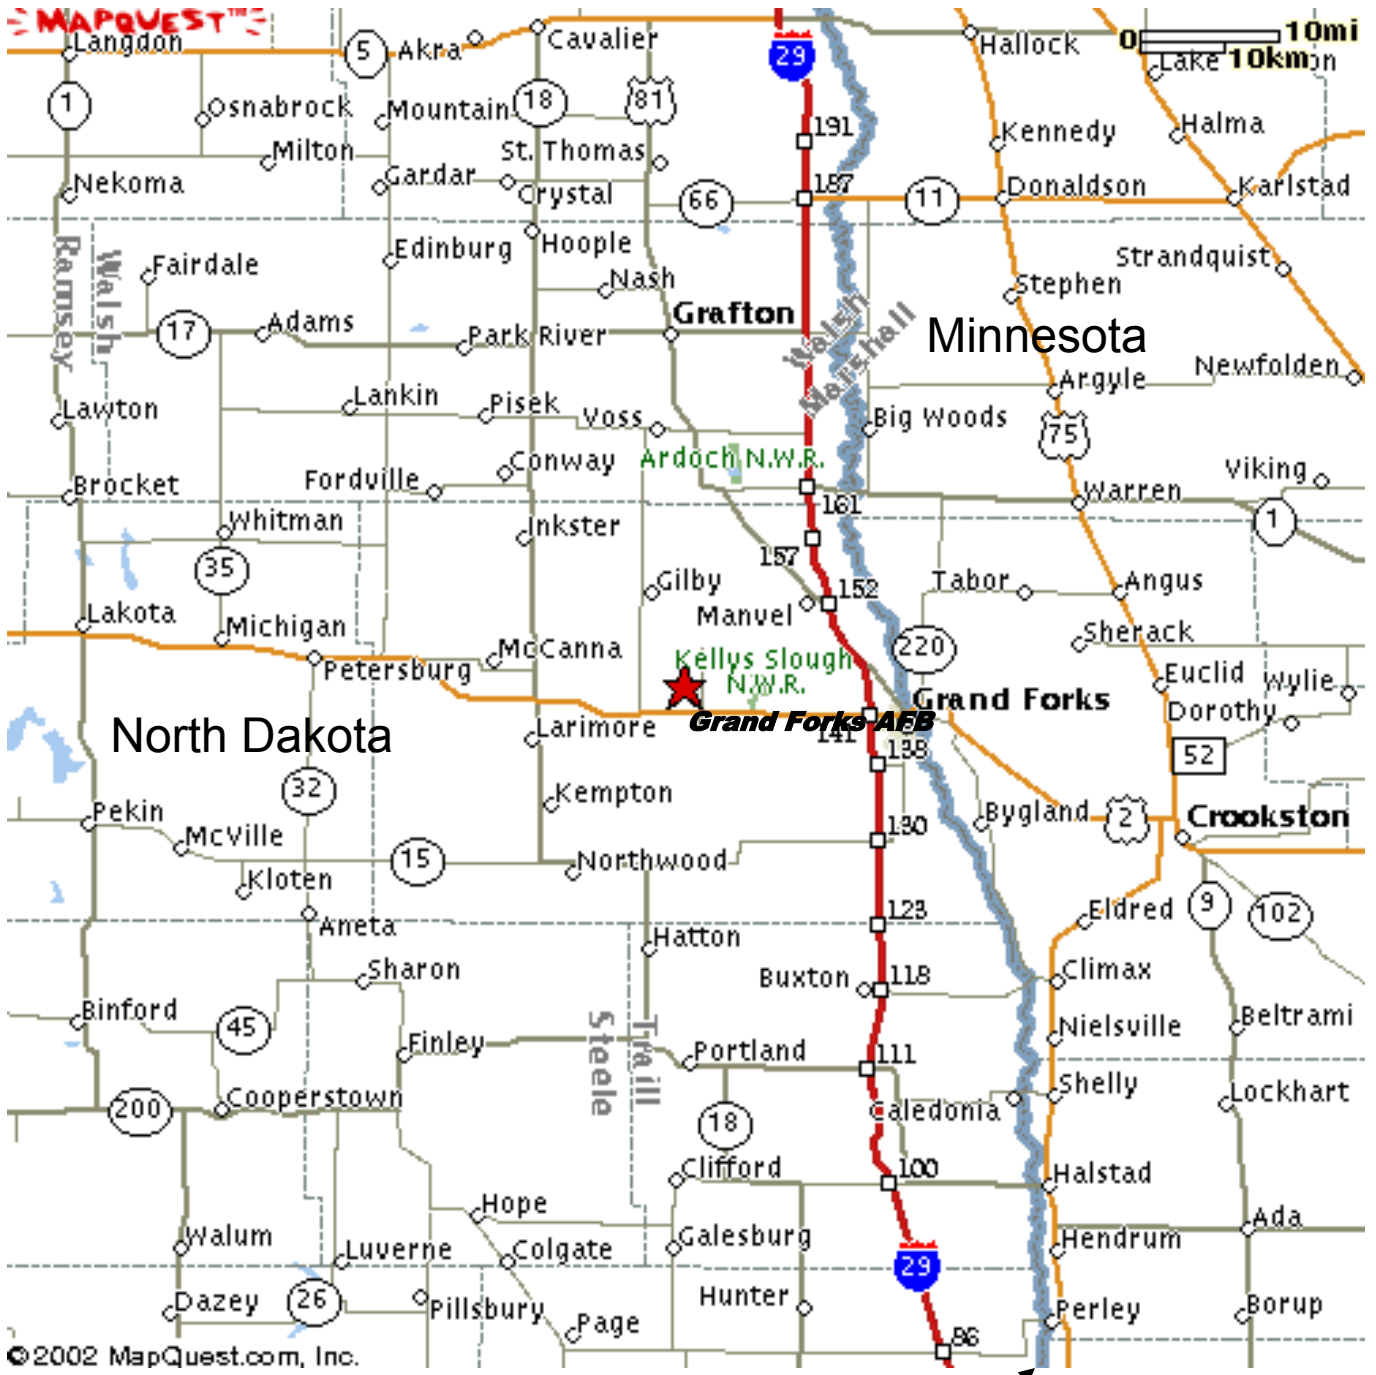 MAPQUEST™
Langdon
5
Akra
Cavalier
29
Hallock
0 10mi
10km
Lake
1
Osnabrock
Mountain
18
81
191
Kennedy
Halma
Milton
St. Thomas
Nekoma
Gardar
Crystal
66
187
11
Donaldson
Karlstad
Ramsey
Walsh
Fairdale
Edinburg
Hoople
Nash
Stephen
Strandquist
17
Adams
Park River
Grafton
Walsh
Marshall
Minnesota
Newfolden
Lawton
Lankin
Pisek
Voss
Big Woods
Argyle
75
Brocket
Fordville
Conway
Ardoch N.W.R.
161
Warren
Viking
1
Whitman
Inkster
157
35
Gilby
Manvel
152
Tabor
Angus
Lakota
Michigan
McCanna
220
Sherack
Petersburg
Kellys Slough
N.W.R.
Grand Forks
Euclid
Wylie
Dorothy
North Dakota
Larimore
Grand Forks AFB
141
138
52
32
Pekin
Kempton
Bygland
2
Crookston
McVille
15
Northwood
130
Kloten
Aneta
123
Eldred
9
102
Hatton
Sharon
Buxton
118
Climax
Binford
45
Finley
Steele
Traill
Portland
111
Nielsville
Beltrami
200
Cooperstown
18
Caledonia
Shelly
Lockhart
Clifford
100
Halstad
Walum
Luverne
Hope
Colgate
Galesburg
29
Hendrum
Ada
Dazey
26
Pillsbury
Page
Hunter
86
Perley
Borup
©2002 MapQuest.com, Inc.